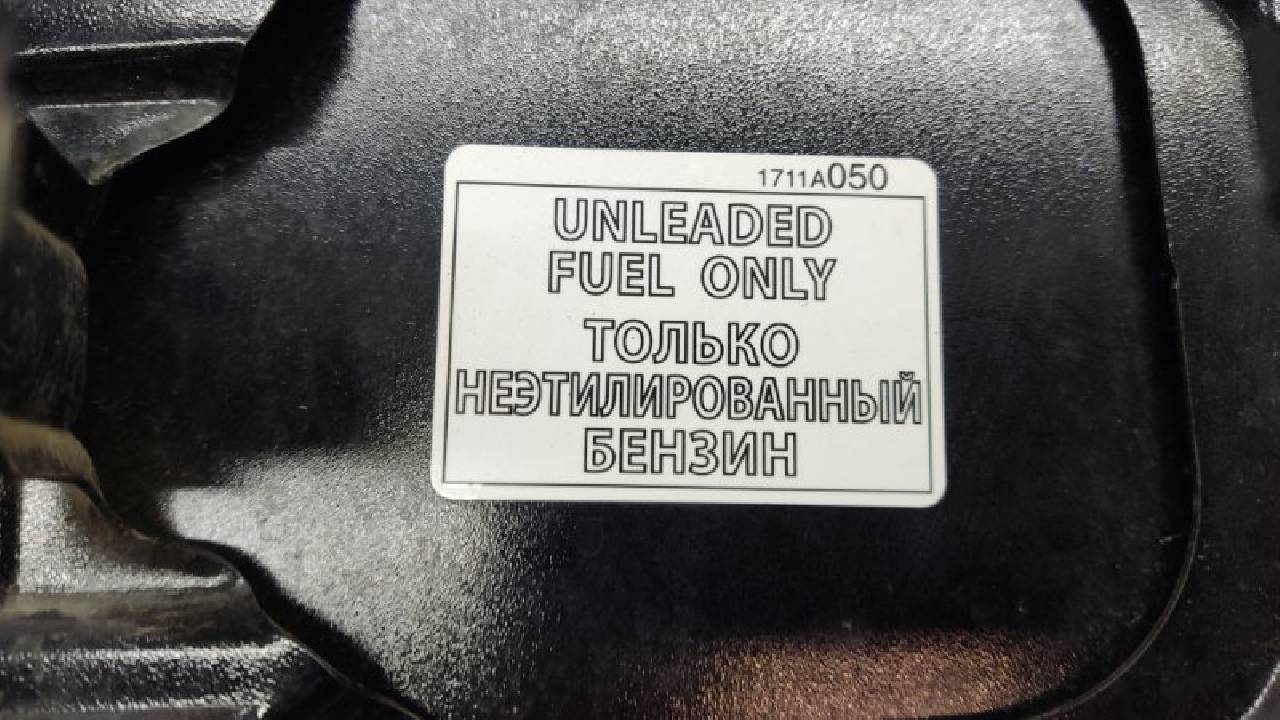 1711A050
UNLEADED
FUEL ONLY
ТОЛЬКО
НЕЭТИЛИРОВАННЫЙ
БЕНЗИН